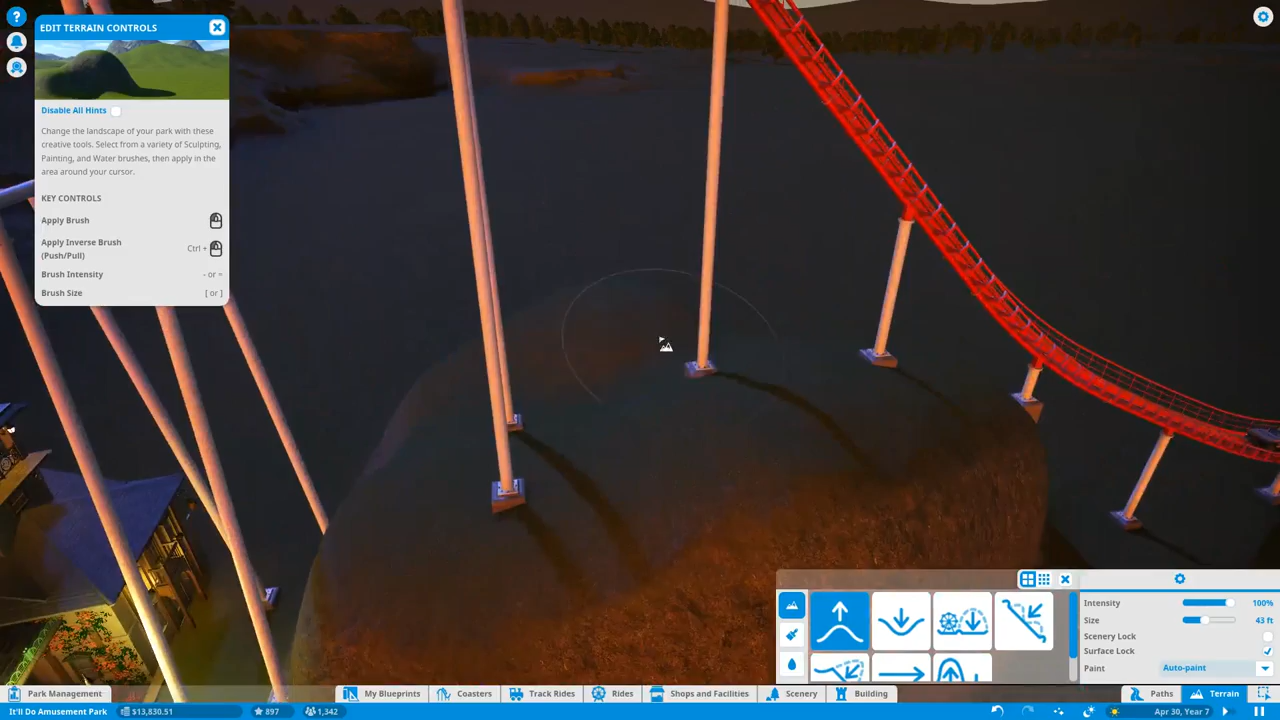 EDIT TERRAIN CONTROLS
Disable All Hints
Change the landscape of your park with these
creative tools. Select from a variety of Sculpting,
Painting, and Water brushes, then apply in the
area around your cursor.
KEY CONTROLS
Apply Brush
Apply Inverse Brush
(Push/Pull)
Ctrl +
Brush Intensity
- or =
Brush Size
[ or ]
Intensity
100%
Size
43 ft
Scenery Lock
Surface Lock
Paint
Auto-paint
Park Management
My Blueprints
Coasters
Track Rides
Rides
Shops and Facilities
Scenery
Building
Paths
Terrain
It'll Do Amusement Park
$13,830.51
897
1,342
Apr 30, Year 7